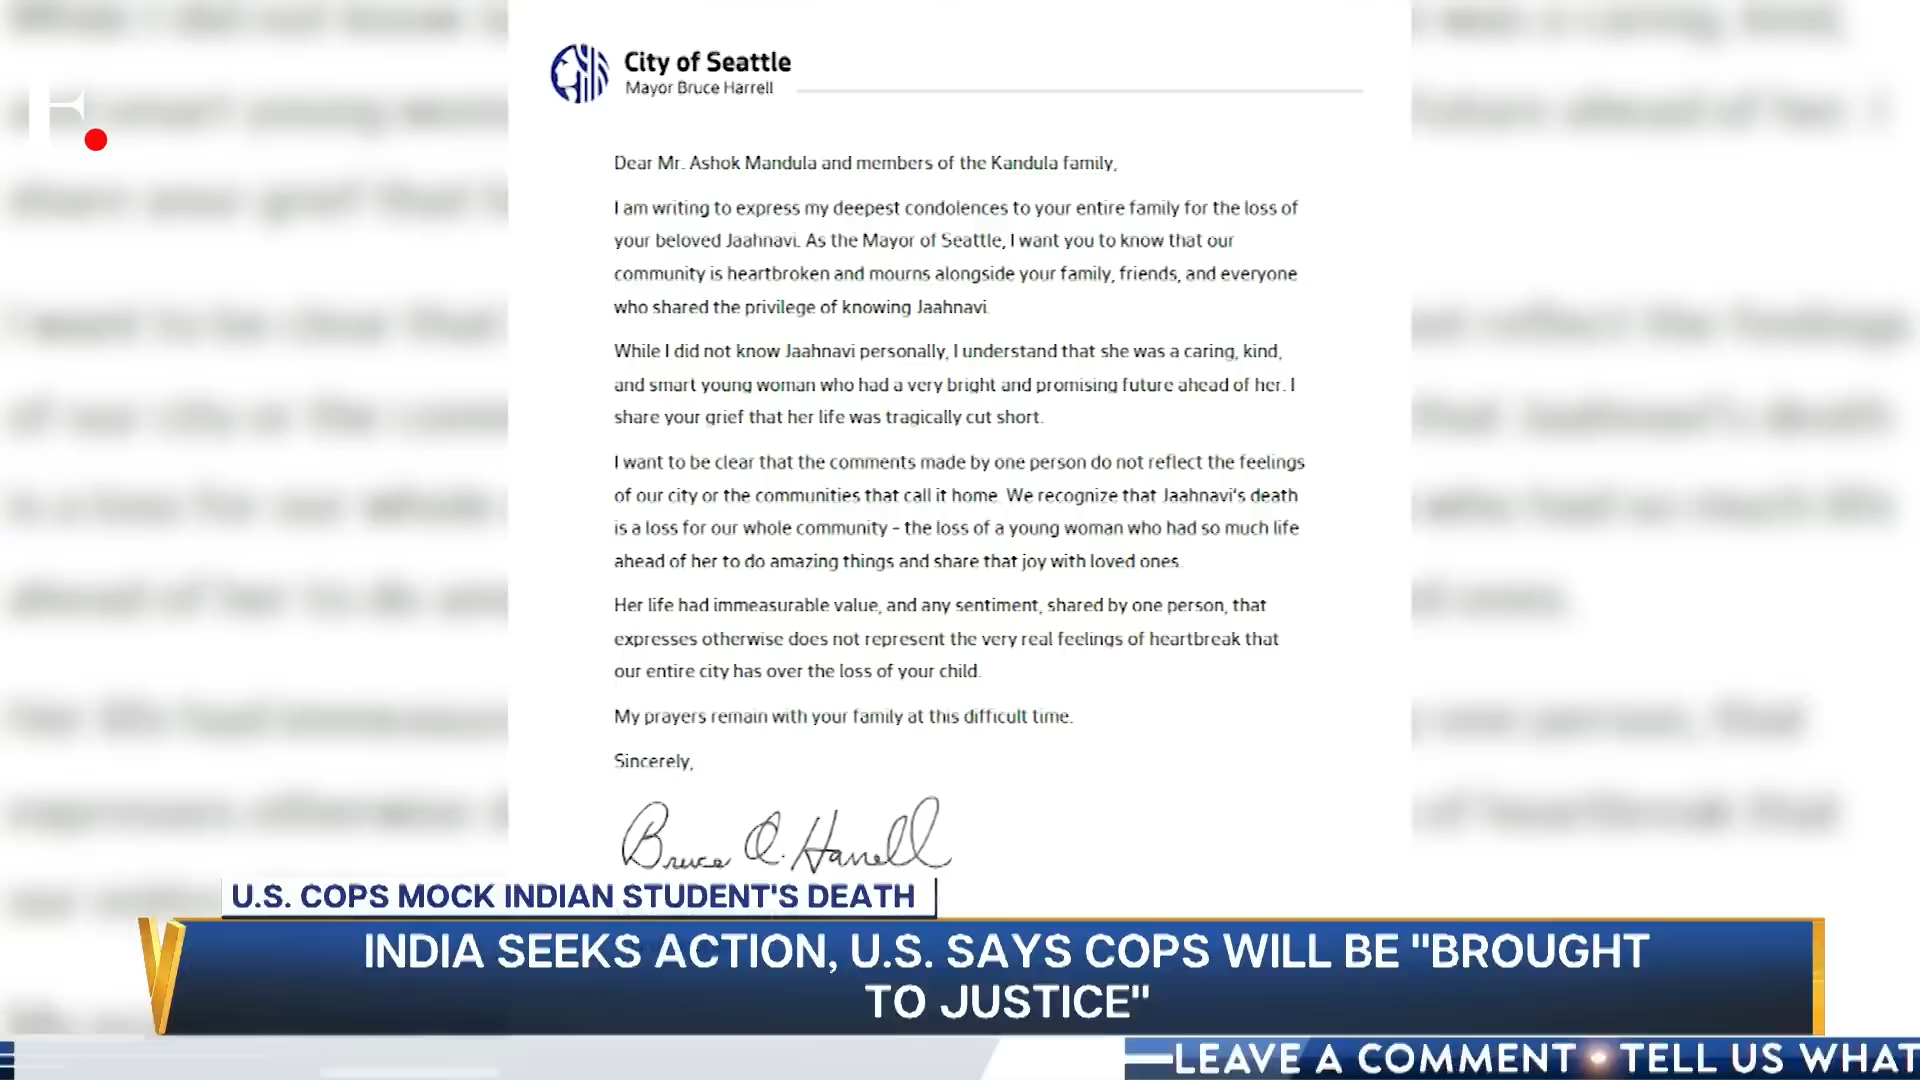 City of Seattle
Mayor Bruce Harrell
F.
Dear Mr. Ashok Mandula and members of the Kandula family,
I am writing to express my deepest condolences to your entire family for the loss of
your beloved Jaahnavi. As the Mayor of Seattle, I want you to know that our
community is heartbroken and mourns alongside your family, friends, and everyone
who shared the privilege of knowing Jaahnavi.
While I did not know Jaahnavi personally, I understand that she was a caring, kind,
and smart young woman who had a very bright and promising future ahead of her. I
share your grief that her life was tragically cut short.
I want to be clear that the comments made by one person do not reflect the feelings
of our city or the communities that call it home. We recognize that Jaahnavi's death
is a loss for our whole community – the loss of a young woman who had so much life
ahead of her to do amazing things and share that joy with loved ones.
Her life had immeasurable value, and any sentiment, shared by one person, that
expresses otherwise does not represent the very real feelings of heartbreak that
our entire city has over the loss of your child.
My prayers remain with your family at this difficult time.
Sincerely,
Bruce A. Harrell
U.S. COPS MOCK INDIAN STUDENT'S DEATH
INDIA SEEKS ACTION, U.S. SAYS COPS WILL BE "BROUGHT
TO JUSTICE"
LEAVE A COMMENT • TELL US WHAT